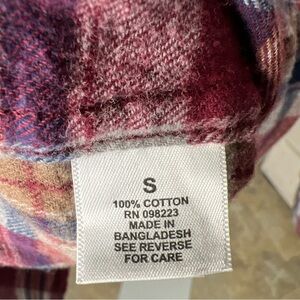 S
100% COTTON
RN 098223
MADE IN
BANGLADESH
SEE REVERSE
FOR CARE